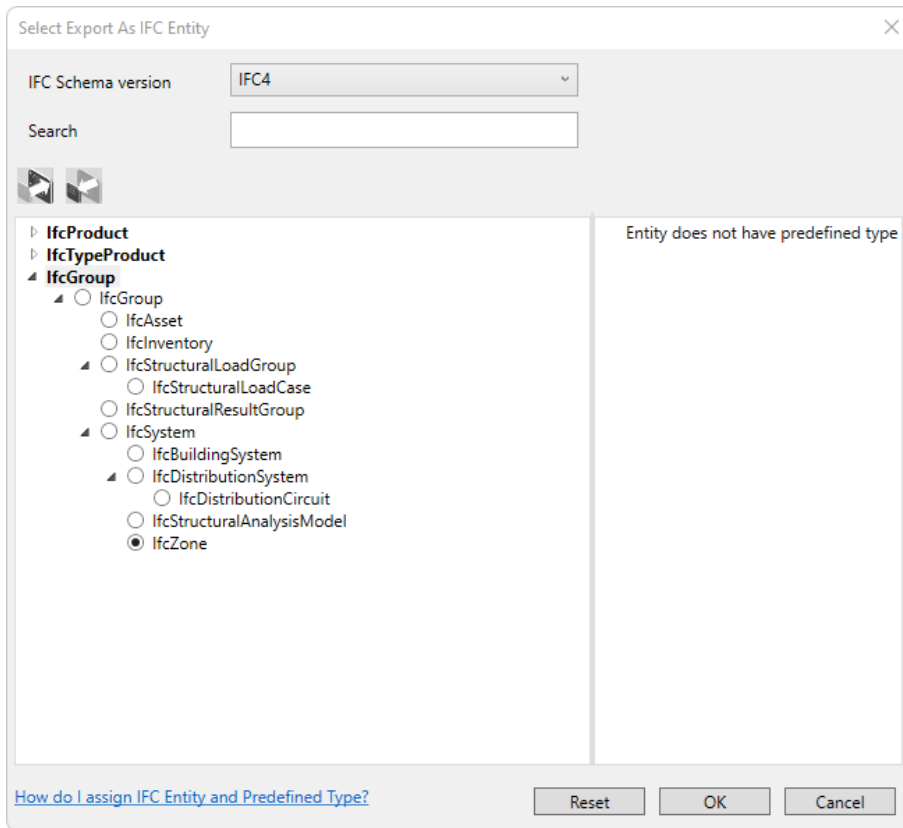 Select Export As IFC Entity
IFC Schema version
IFC4
Search
IfcProduct
Entity does not have predefined type
IfcTypeProduct
IfcGroup
IfcGroup
IfcAsset
IfcInventory
IfcStructuralLoadGroup
IfcStructuralLoadCase
IfcStructuralResultGroup
IfcSystem
IfcBuildingSystem
IfcDistributionSystem
IfcDistributionCircuit
IfcStructuralAnalysisModel
IfcZone
How do I assign IFC Entity and Predefined Type?
Reset
OK
Cancel